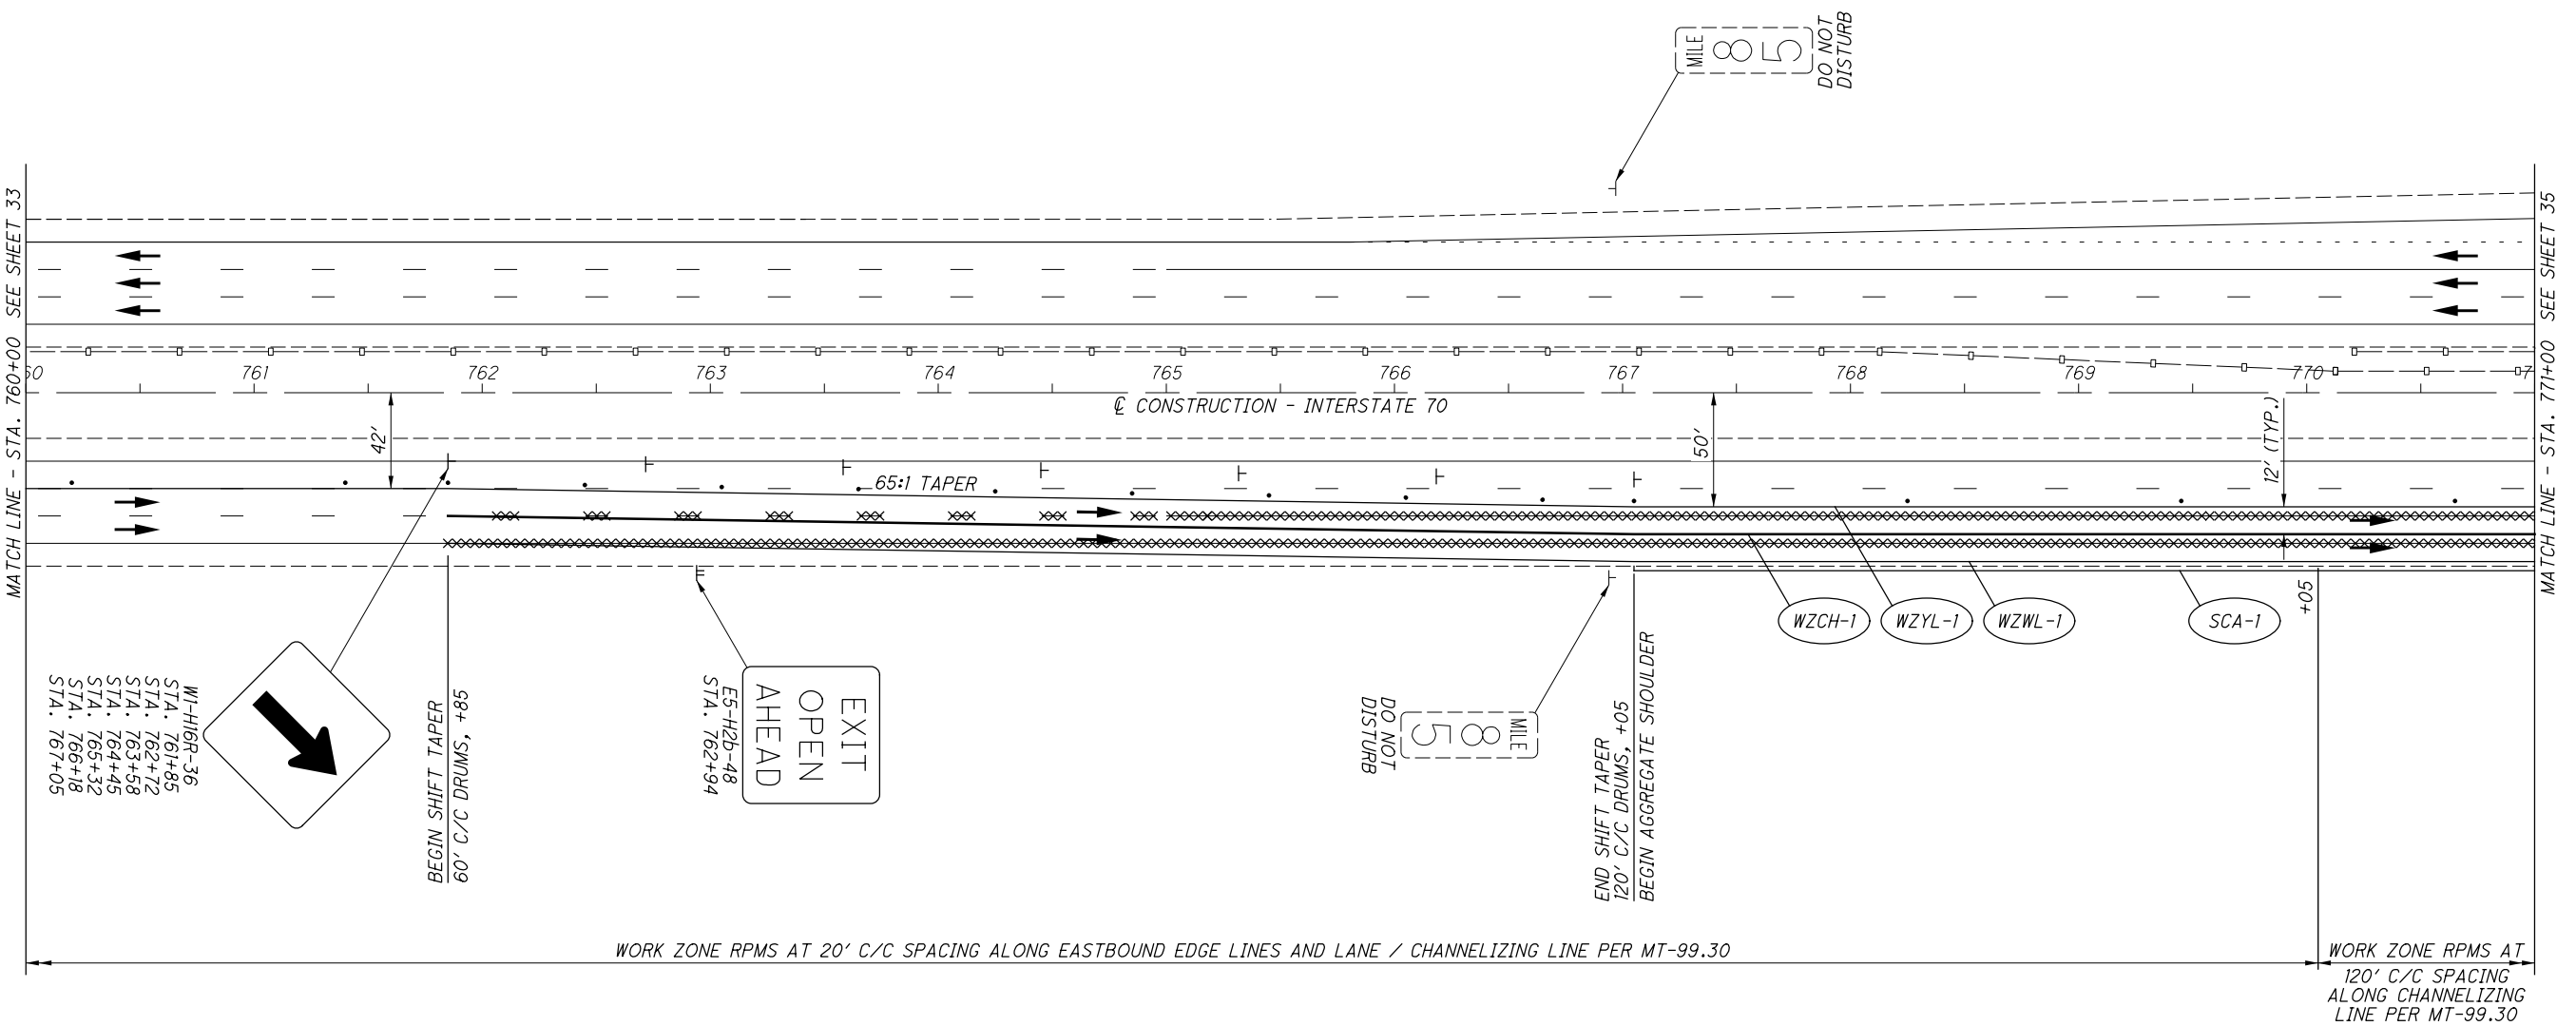 MILE
85
DO NOT
DISTURB
MATCH LINE - STA. 760+00 SEE SHEET 33
MATCH LINE - STA. 771+00 SEE SHEET 35
761
762
763
764
765
766
767
768
769
770
℄ CONSTRUCTION - INTERSTATE 70
42'
50'
12' (TYP.)
65:1 TAPER
WZCH-1
WZYL-1
WZWL-1
SCA-1
+05
W1-H16R-36
STA. 761+85
STA. 762+72
STA. 763+58
STA. 764+45
STA. 765+32
STA. 766+18
STA. 767+05
BEGIN SHIFT TAPER
60' C/C DRUMS, +85
EXIT
OPEN
AHEAD
E5-H2b-48
STA. 762+94
MILE
85
DO NOT
DISTURB
END SHIFT TAPER
120' C/C DRUMS, +05
BEGIN AGGREGATE SHOULDER
WORK ZONE RPMS AT 20' C/C SPACING ALONG EASTBOUND EDGE LINES AND LANE / CHANNELIZING LINE PER MT-99.30
WORK ZONE RPMS AT
120' C/C SPACING
ALONG CHANNELIZING
LINE PER MT-99.30